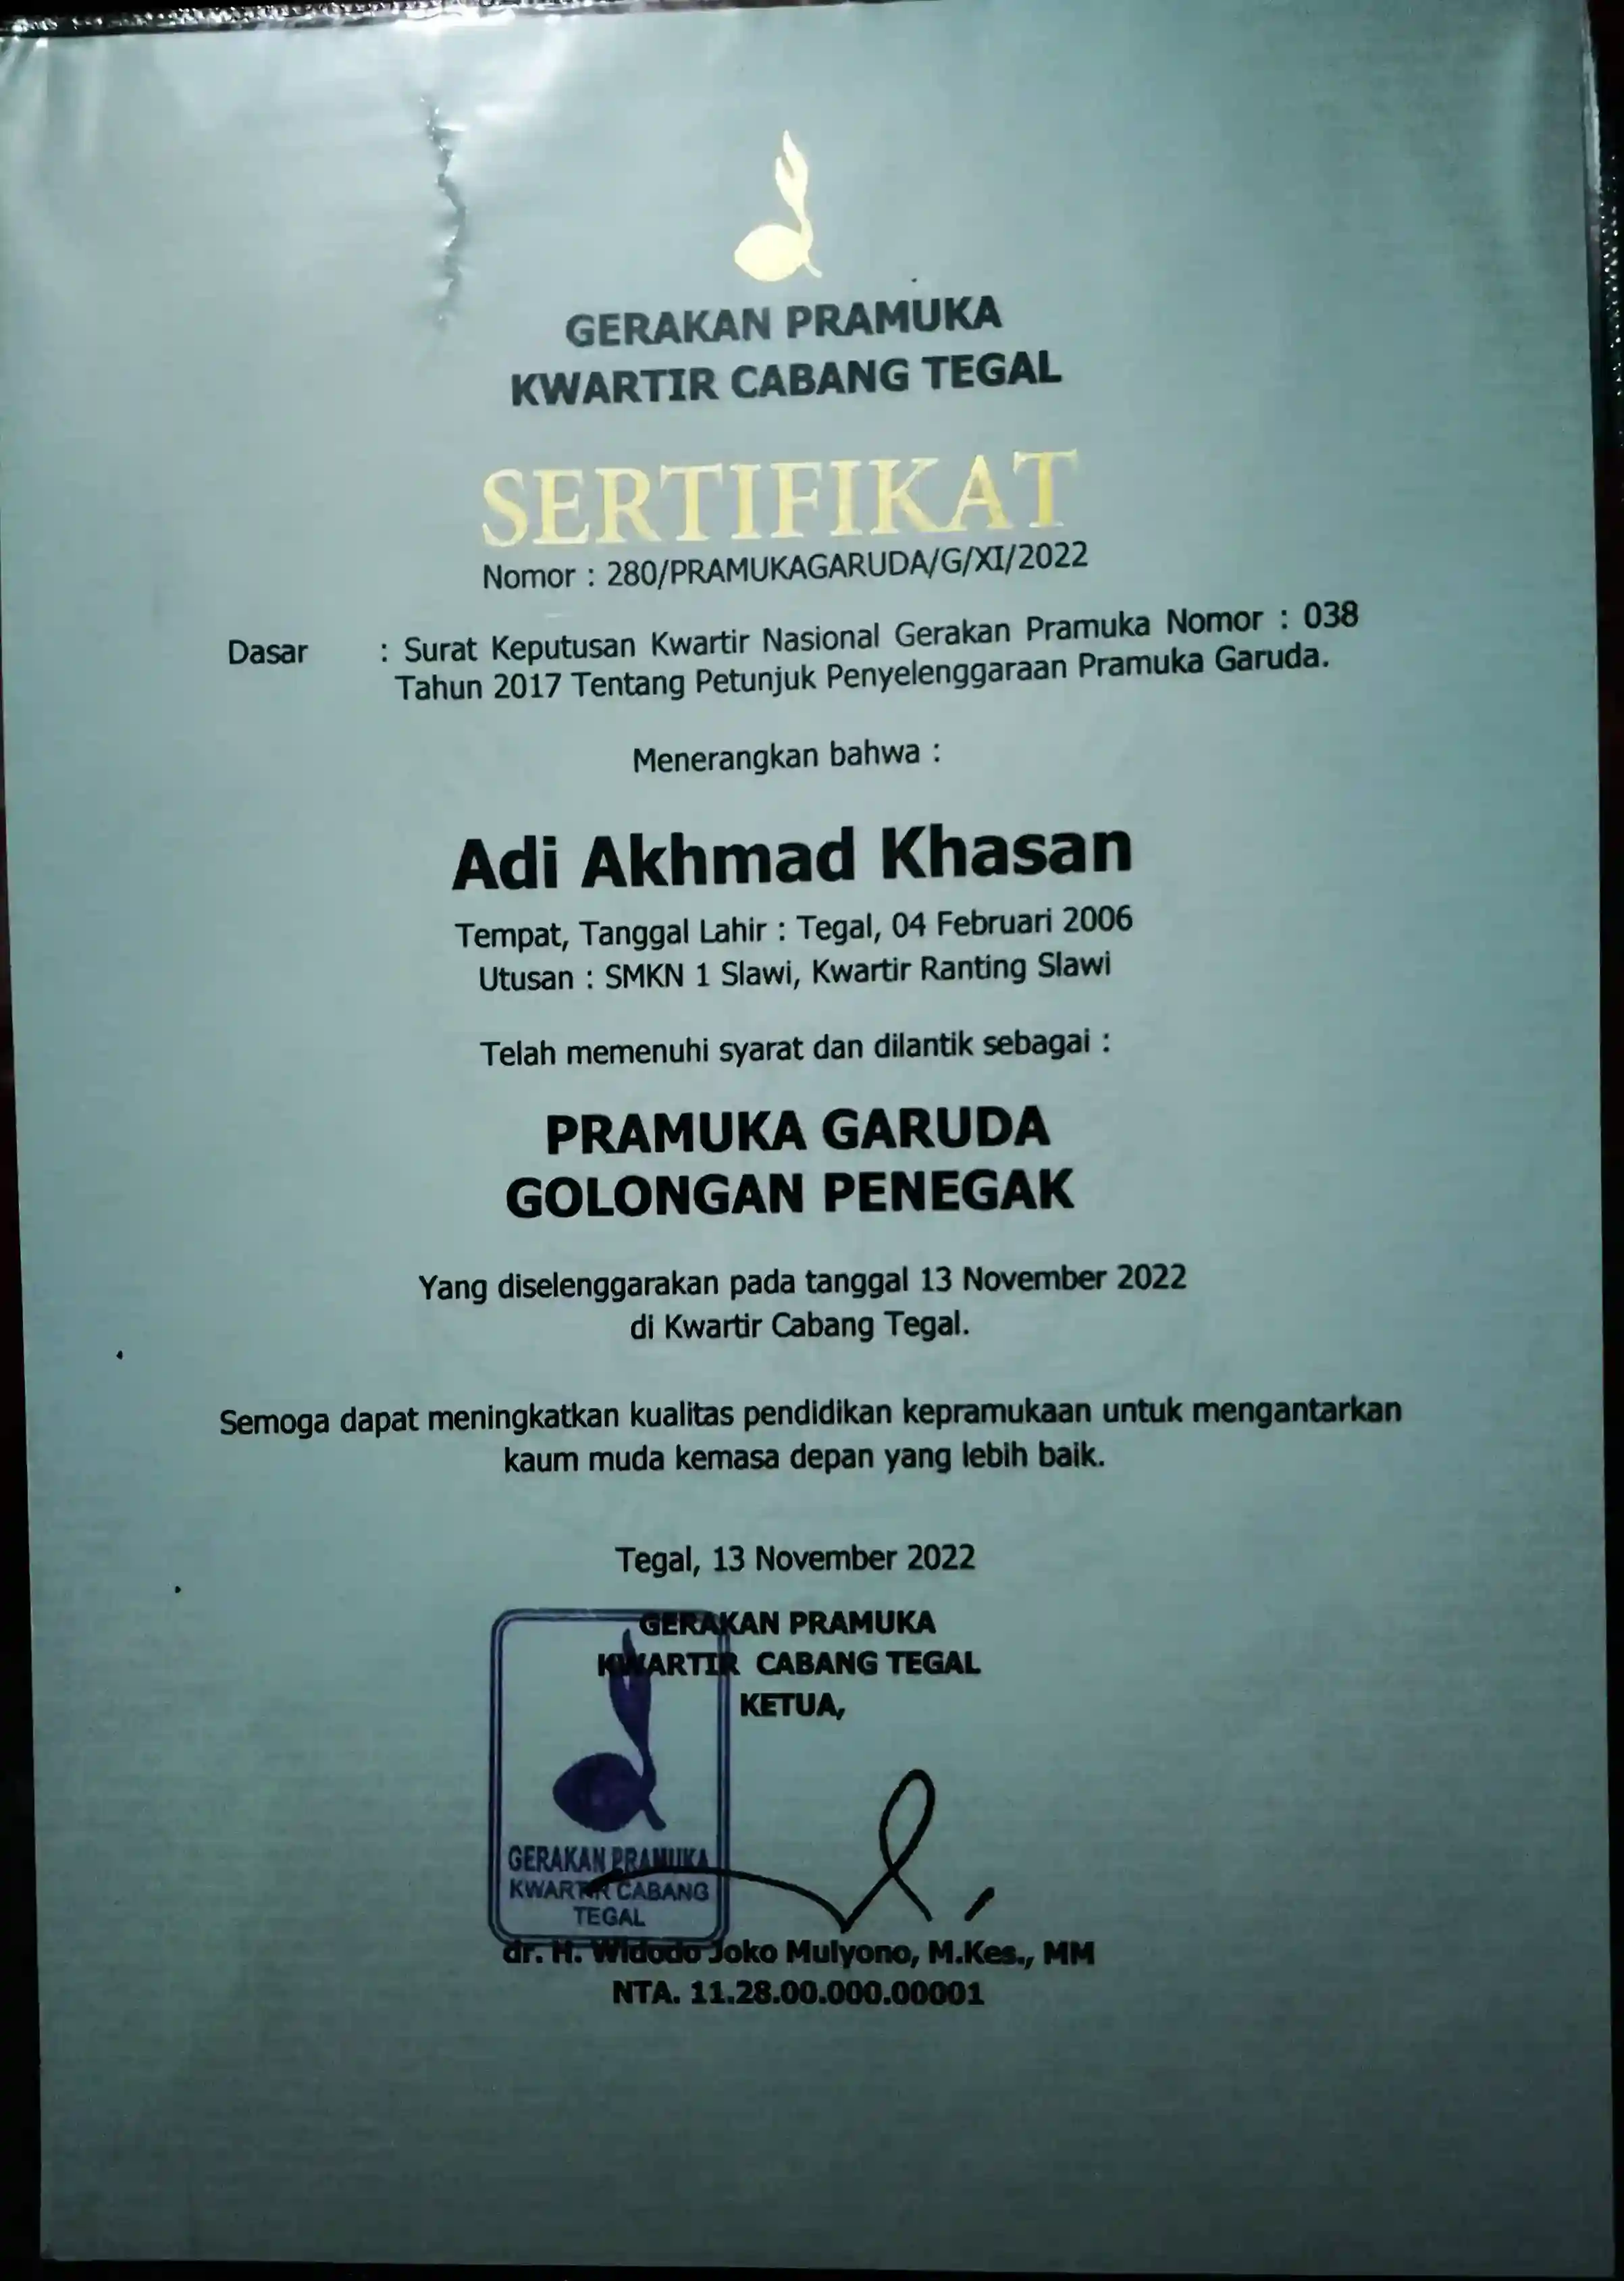 GERAKAN PRAMUKA
KWARTIR CABANG TEGAL
SERTIFIKAT
Nomor : 280/PRAMUKAGARUDA/G/XI/2022
Dasar : Surat Keputusan Kwartir Nasional Gerakan Pramuka Nomor : 038
Tahun 2017 Tentang Petunjuk Penyelenggaraan Pramuka Garuda.
Menerangkan bahwa :
Adi Akhmad Khasan
Tempat, Tanggal Lahir : Tegal, 04 Februari 2006
Utusan : SMKN 1 Slawi, Kwartir Ranting Slawi
Telah memenuhi syarat dan dilantik sebagai :
PRAMUKA GARUDA
GOLONGAN PENEGAK
Yang diselenggarakan pada tanggal 13 November 2022
di Kwartir Cabang Tegal.
Semoga dapat meningkatkan kualitas pendidikan kepramukaan untuk mengantarkan
kaum muda kemasa depan yang lebih baik.
Tegal, 13 November 2022
GERAKAN PRAMUKA
KWARTIR CABANG TEGAL
KETUA,
GERAKAN PRAMUKA
KWARTIR CABANG
TEGAL
dr. H. Widodo Joko Mulyono, M.Kes., MM
NTA. 11.28.00.000.00001